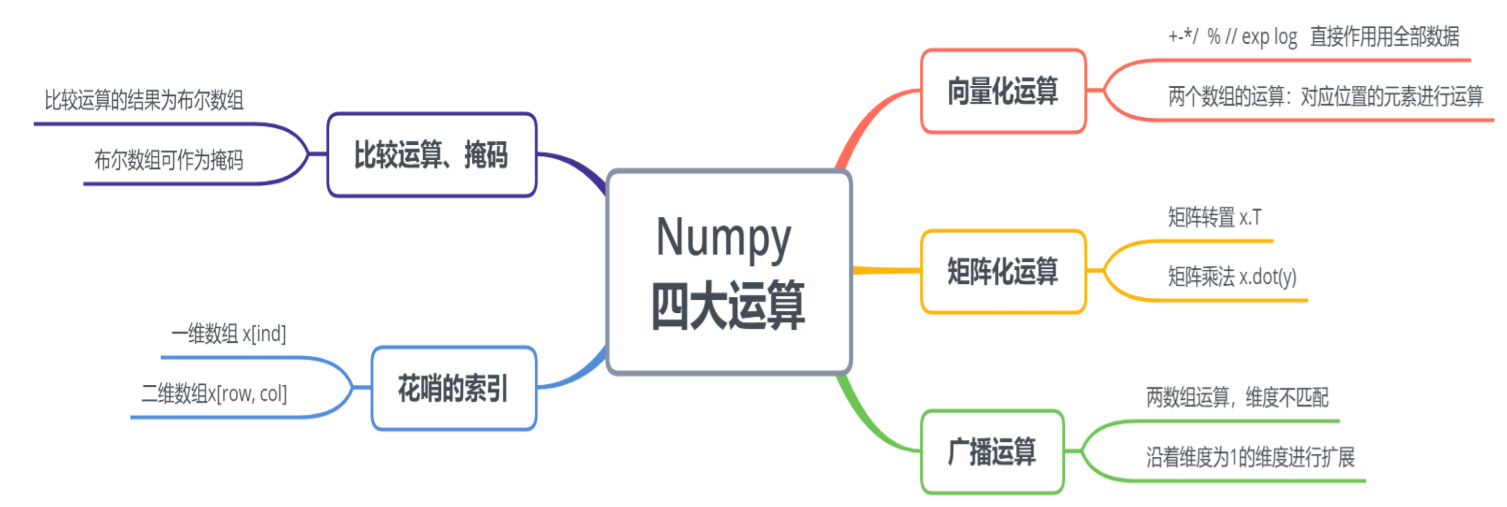 Numpy
四大运算
向量化运算
+-*/ % // exp log 直接作用用全部数据
两个数组的运算：对应位置的元素进行运算
矩阵化运算
矩阵转置 x.T
矩阵乘法 x.dot(y)
广播运算
两数组运算，维度不匹配
沿着维度为1的维度进行扩展
比较运算、掩码
比较运算的结果为布尔数组
布尔数组可作为掩码
花哨的索引
一维数组 x[ind]
二维数组x[row, col]